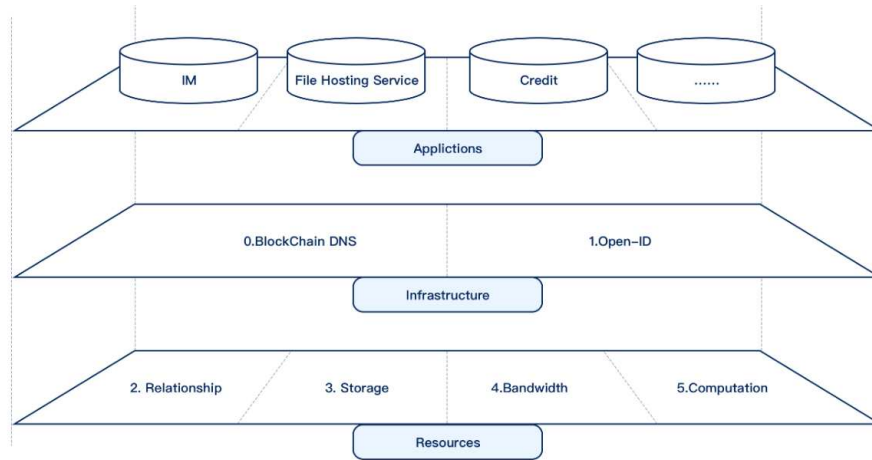 IM
File Hosting Service
Credit
......
Applictions
0.BlockChain DNS
1.Open-ID
Infrastructure
2. Relationship
3. Storage
4.Bandwidth
5.Computation
Resources